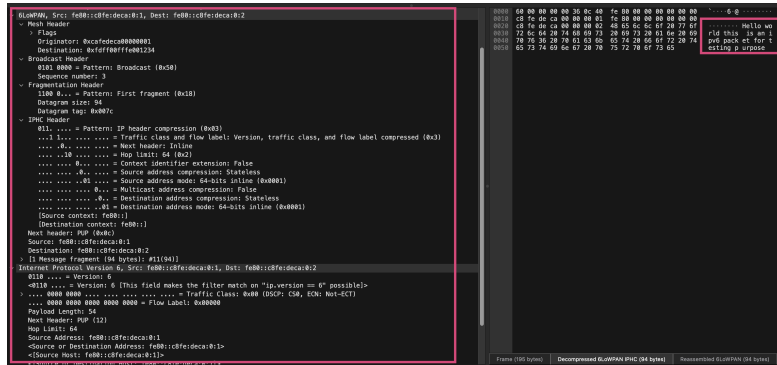 6LoWPAN, Src: fe80::c8fe:deca:0:1, Dest: fe80::c8fe:deca:0:2
Mesh Header
Flags
Originator: 0xcafedeca00000001
Destination: 0xfdff00fffe001234
Broadcast Header
0101 0000 = Pattern: Broadcast (0x50)
Sequence number: 3
Fragmentation Header
1100 0... = Pattern: First fragment (0x18)
Datagram size: 94
Datagram tag: 0x007c
IPHC Header
011. .... = Pattern: IP header compression (0x03)
...1 1... .... .... = Traffic class and flow label: Version, traffic class, and flow label compressed (0x3)
.... .0.. .... .... = Next header: Inline
.... ..10 .... .... = Hop limit: 64 (0x2)
.... .... 0... .... = Context identifier extension: False
.... .... .0.. .... = Source address compression: Stateless
.... .... ..01 .... = Source address mode: 64-bits inline (0x0001)
.... .... .... 0... = Multicast address compression: False
.... .... .... .0.. = Destination address compression: Stateless
.... .... .... ..01 = Destination address mode: 64-bits inline (0x0001)
[Source context: fe80::]
[Destination context: fe80::]
Next header: PUP (0x0c)
Source: fe80::c8fe:deca:0:1
Destination: fe80::c8fe:deca:0:2
[1 Message fragment (94 bytes): #11(94)]
Internet Protocol Version 6, Src: fe80::c8fe:deca:0:1, Dst: fe80::c8fe:deca:0:2
0110 .... = Version: 6
<0110 .... = Version: 6 [This field makes the filter match on "ip.version == 6" possible]>
.... 0000 0000 .... .... .... .... .... = Traffic Class: 0x00 (DSCP: CS0, ECN: Not-ECT)
.... 0000 0000 0000 0000 0000 = Flow Label: 0x00000
Payload Length: 54
Next Header: PUP (12)
Hop Limit: 64
Source Address: fe80::c8fe:deca:0:1
Destination Address: fe80::c8fe:deca:0:2
<Source or Destination Address: fe80::c8fe:deca:0:1>
<[Source Host: fe80::c8fe:deca:0:1]>
0000 60 00 00 00 00 36 0c 40 fe 80 00 00 00 00 00 00 `····6·@ ········
0010 c8 fe de ca 00 00 00 01 fe 80 00 00 00 00 00 00 ········ ········
0020 c8 fe de ca 00 00 00 02 48 65 6c 6c 6f 20 77 6f ········ Hello wo
0030 72 6c 64 20 74 68 69 73 20 69 73 20 61 6e 20 69 rld this is an i
0040 70 76 36 20 70 61 63 6b 65 74 20 66 6f 72 20 74 pv6 pack et for t
0050 65 73 74 69 6e 67 20 70 75 72 70 6f 73 65 esting p urpose
Frame (195 bytes) Decompressed 6LoWPAN IPHC (94 bytes) Reassembled 6LoWPAN (94 bytes)